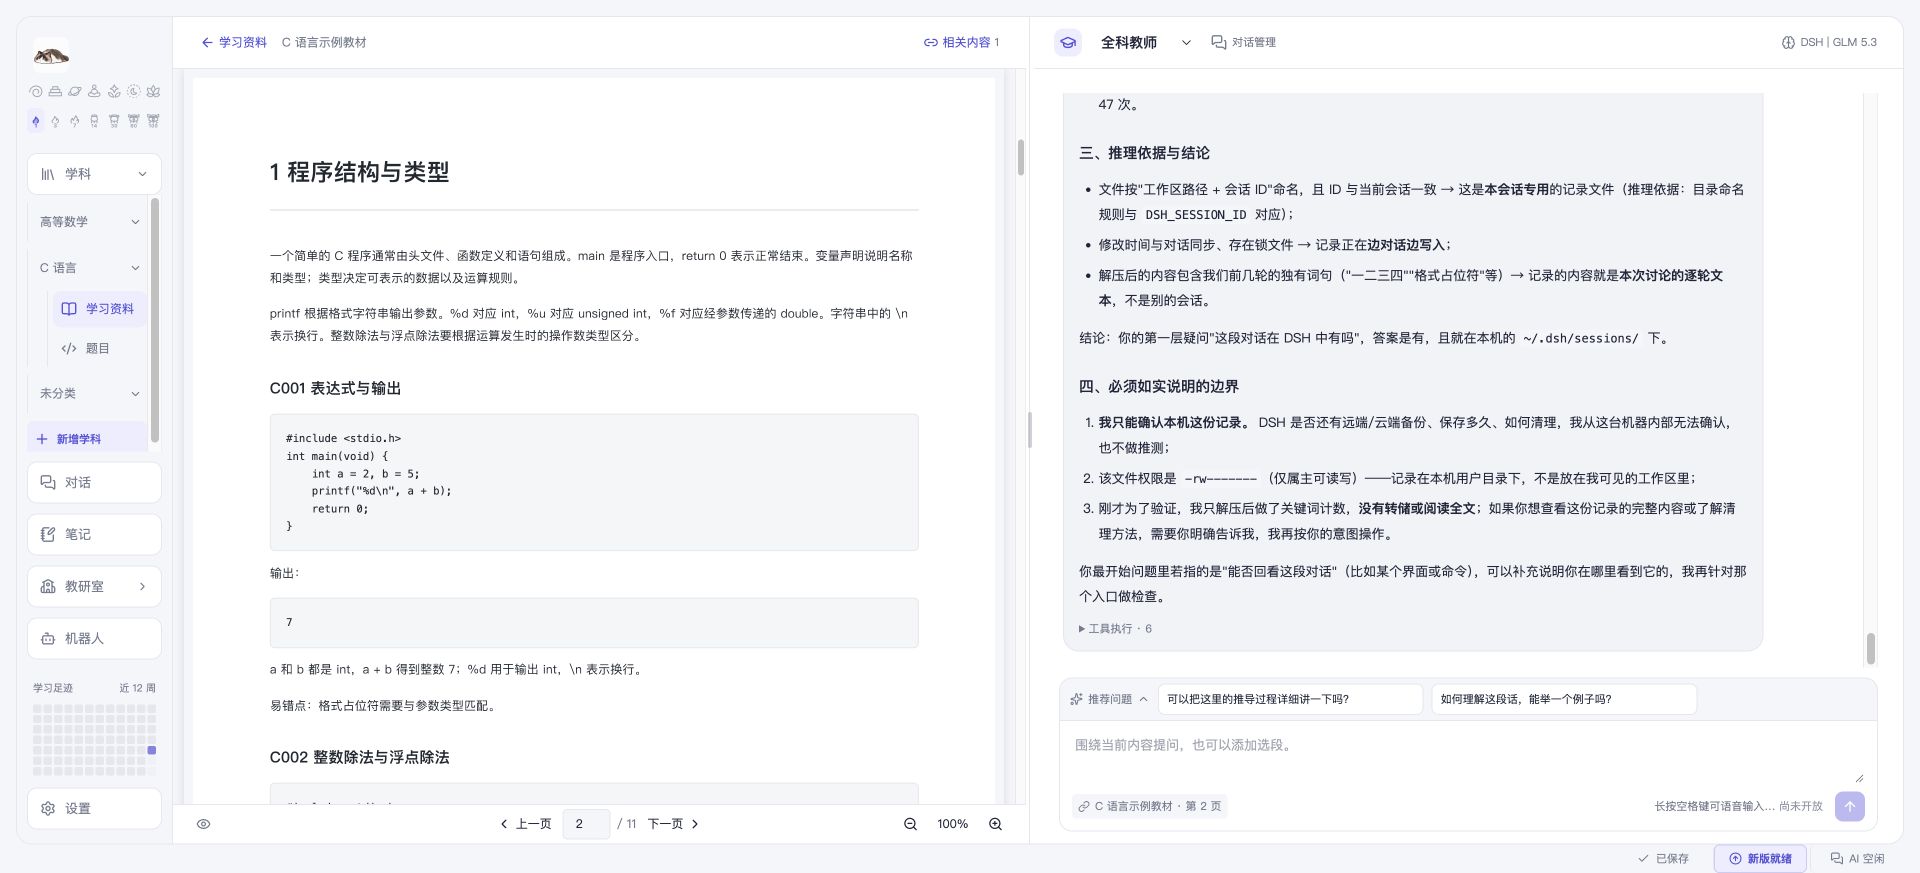 学科
高等数学
C 语言
学习资料
题目
未分类
新增学科
对话
笔记
教研室
机器人
学习足迹 近 12 周
设置
学习资料 C 语言示例教材 相关内容 1
1 程序结构与类型
一个简单的 C 程序通常由头文件、函数定义和语句组成。main 是程序入口，return 0 表示正常结束。变量声明说明名称
和类型；类型决定可表示的数据以及运算规则。
printf 根据格式字符串输出参数。%d 对应 int，%u 对应 unsigned int，%f 对应经参数传递的 double。字符串中的 \n
表示换行。整数除法与浮点除法要根据运算发生时的操作数类型区分。
C001 表达式与输出
#include <stdio.h>
int main(void) {
    int a = 2, b = 5;
    printf("%d\n", a + b);
    return 0;
}
输出：
7
a 和 b 都是 int，a + b 得到整数 7；%d 用于输出 int，\n 表示换行。
易错点：格式占位符需要与参数类型匹配。
C002 整数除法与浮点除法
上一页 2 / 11 下一页
100%
全科教师 对话管理 DSH | GLM 5.3
47 次。
三、推理依据与结论
• 文件按"工作区路径 + 会话 ID"命名，且 ID 与当前会话一致 → 这是本会话专用的记录文件（推理依据：目录命名
规则与 DSH_SESSION_ID 对应）；
• 修改时间与对话同步、存在锁文件 → 记录正在边对话边写入；
• 解压后的内容包含我们前几轮的独有词句（"一二三四""格式占位符"等）→ 记录的内容就是本次讨论的逐轮文
本，不是别的会话。
结论：你的第一层疑问"这段对话在 DSH 中有吗"，答案是有，且就在本机的 ~/.dsh/sessions/ 下。
四、必须如实说明的边界
1. 我只能确认本机这份记录。 DSH 是否还有远端/云端备份、保存多久、如何清理，我从这台机器内部无法确认，
也不做推测；
2. 该文件权限是 -rw------- （仅属主可读写）——记录在本机用户目录下，不是放在我可见的工作区里；
3. 刚才为了验证，我只解压后做了关键词计数，没有转储或阅读全文；如果你想查看这份记录的完整内容或了解清
理方法，需要你明确告诉我，我再按你的意图操作。
你最开始问题里若指的是"能否回看这段对话"（比如某个界面或命令），可以补充说明你在哪里看到它的，我再针对那
个入口做检查。
工具执行 · 6
推荐问题 可以把这里的推导过程详细讲一下吗？ 如何理解这段话，能举一个例子吗？
围绕当前内容提问，也可以添加选段。
C 语言示例教材 · 第 2 页 长按空格键可语音输入... 尚未开放
已保存 新版就绪 AI 空闲